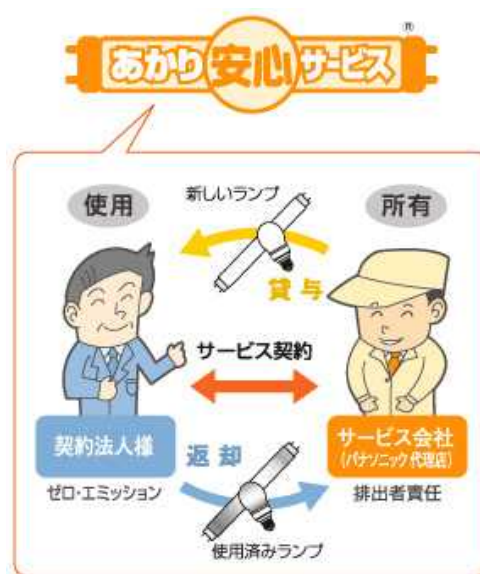 あかり安心サービス®
使用
新しいランプ
所有
貸与
サービス契約
契約法人様
返却
サービス会社
(パナソニック代理店)
ゼロ・エミッション
排出者責任
使用済みランプ